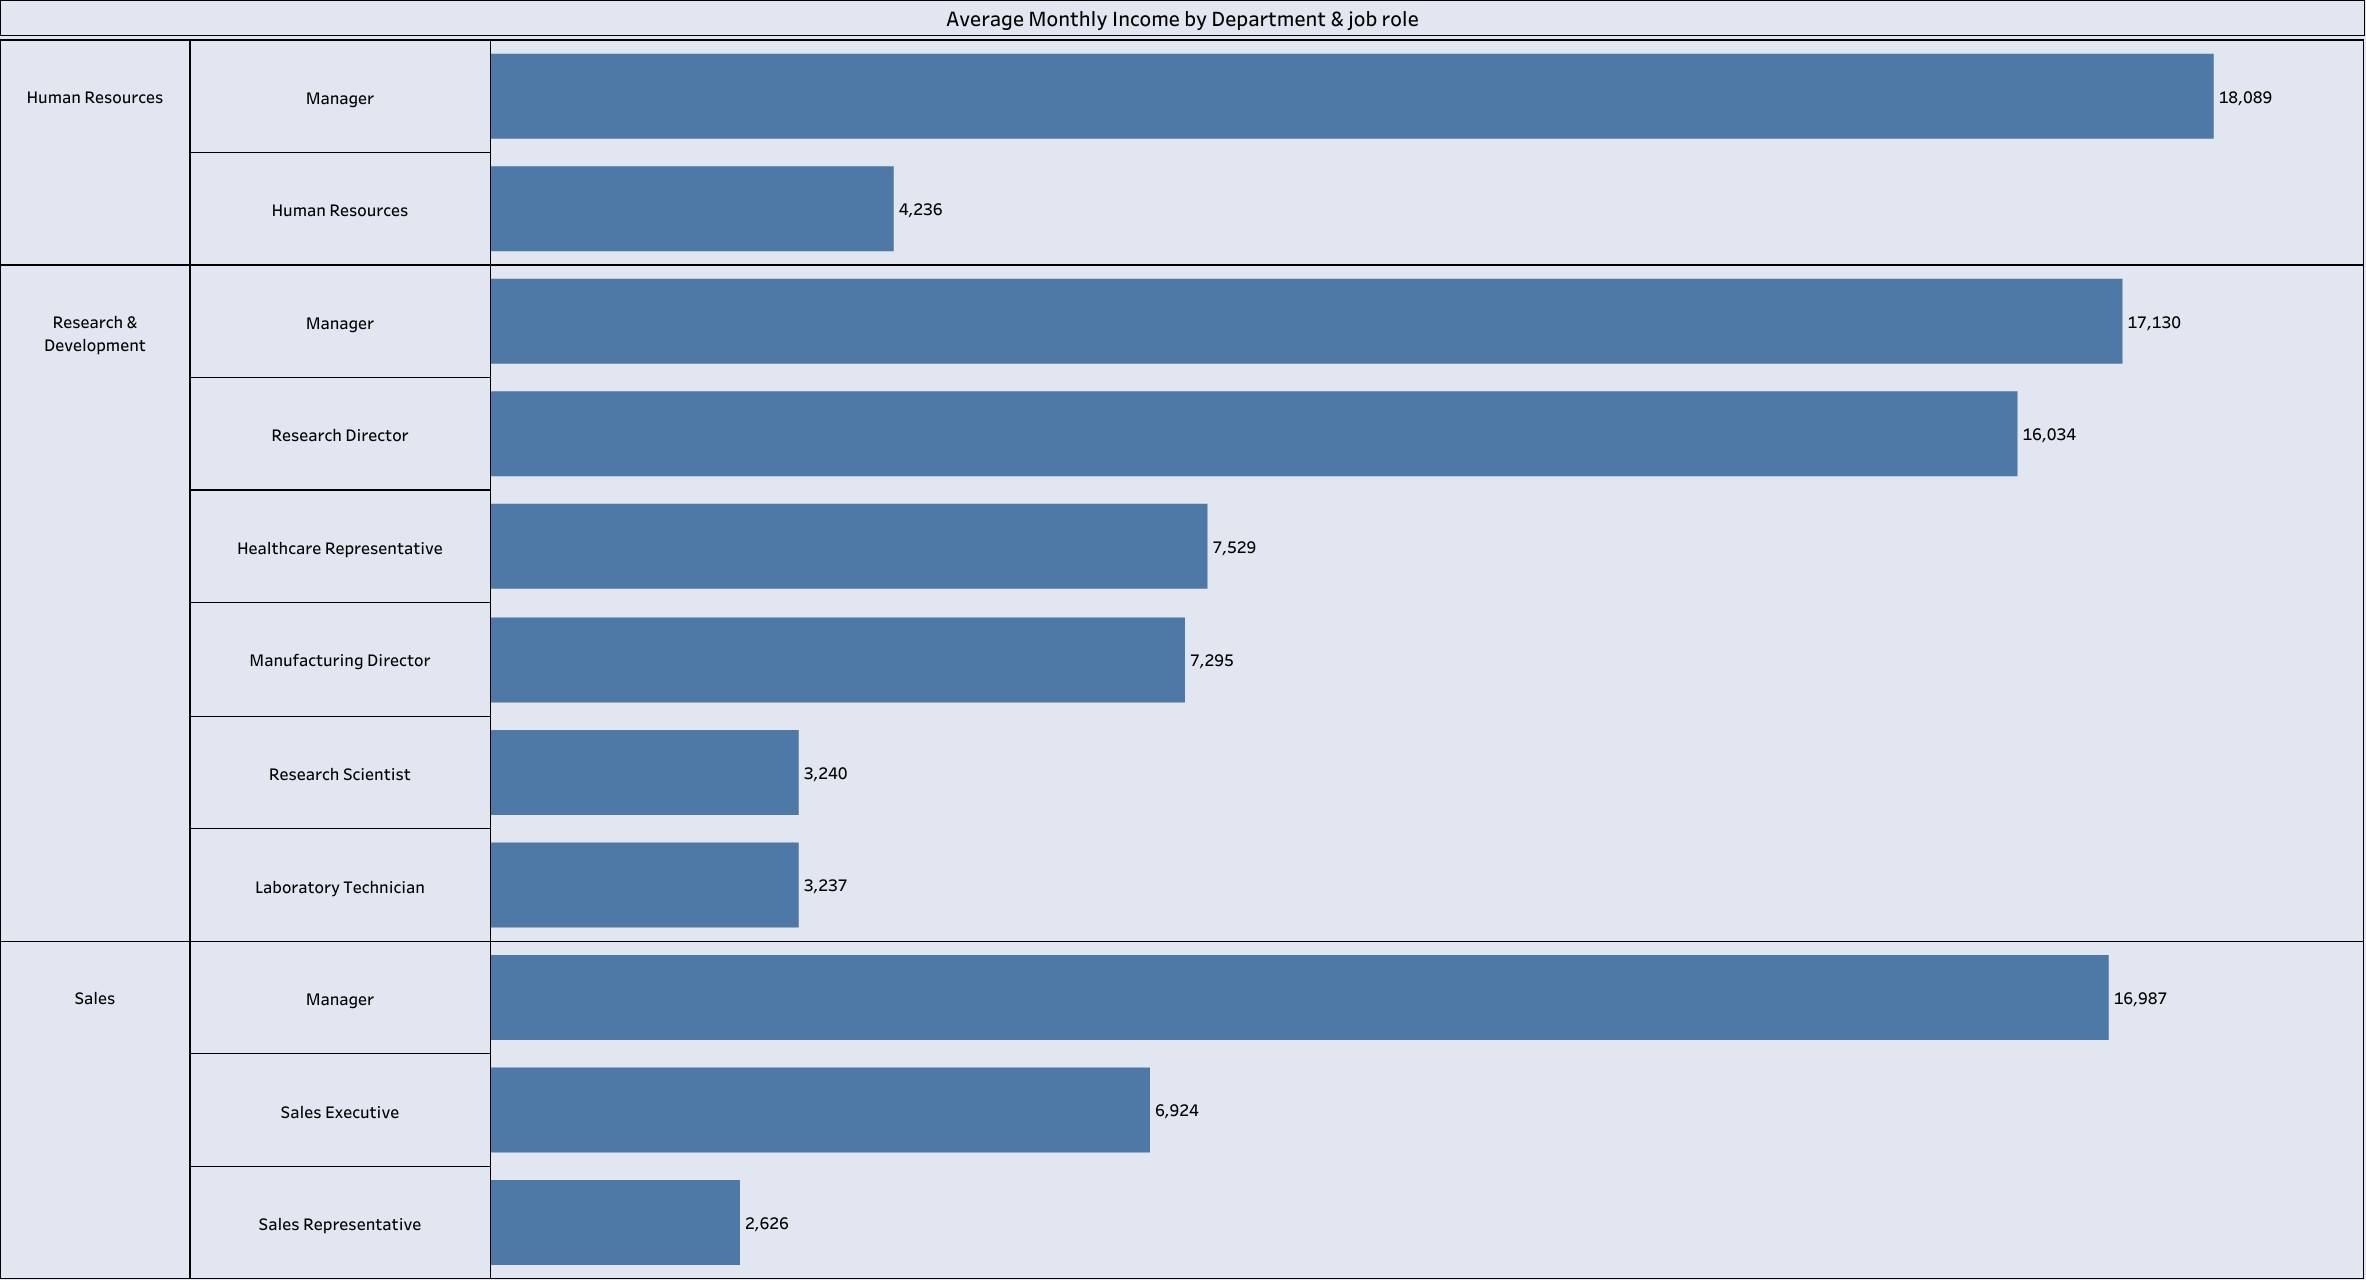 Average Monthly Income by Department & job role
Human Resources
Manager
18,089
Human Resources
4,236
Research &
Development
Manager
17,130
Research Director
16,034
Healthcare Representative
7,529
Manufacturing Director
7,295
Research Scientist
3,240
Laboratory Technician
3,237
Sales
Manager
16,987
Sales Executive
6,924
Sales Representative
2,626